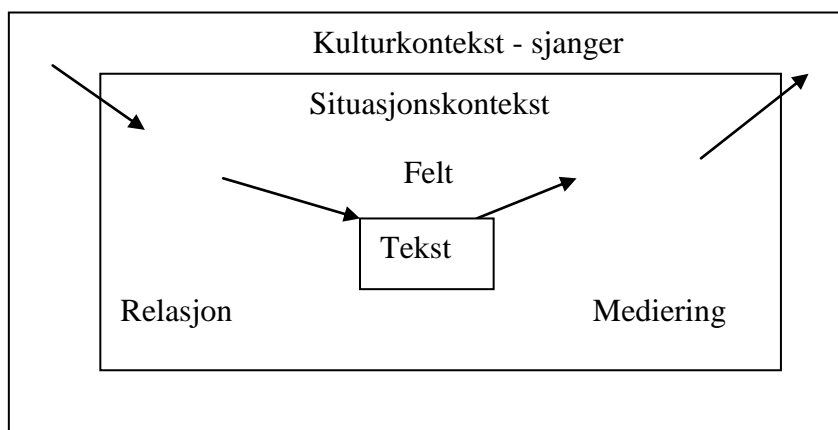 Kulturkontekst - sjanger
Situasjonskontekst
Felt
Tekst
Relasjon
Mediering